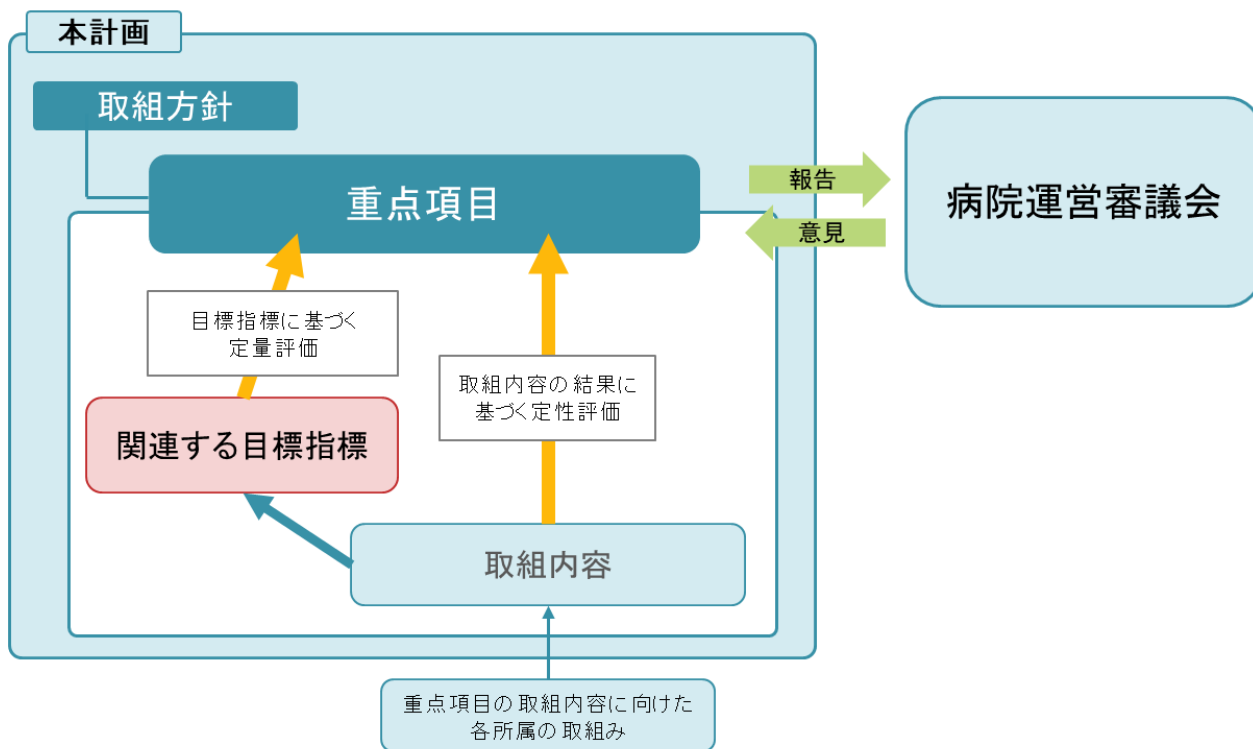 本計画
取組方針
重点項目
報告
意見
病院運営審議会
目標指標に基づく
定量評価
取組内容の結果に
基づく定性評価
関連する目標指標
取組内容
重点項目の取組内容に向けた
各所属の取組み